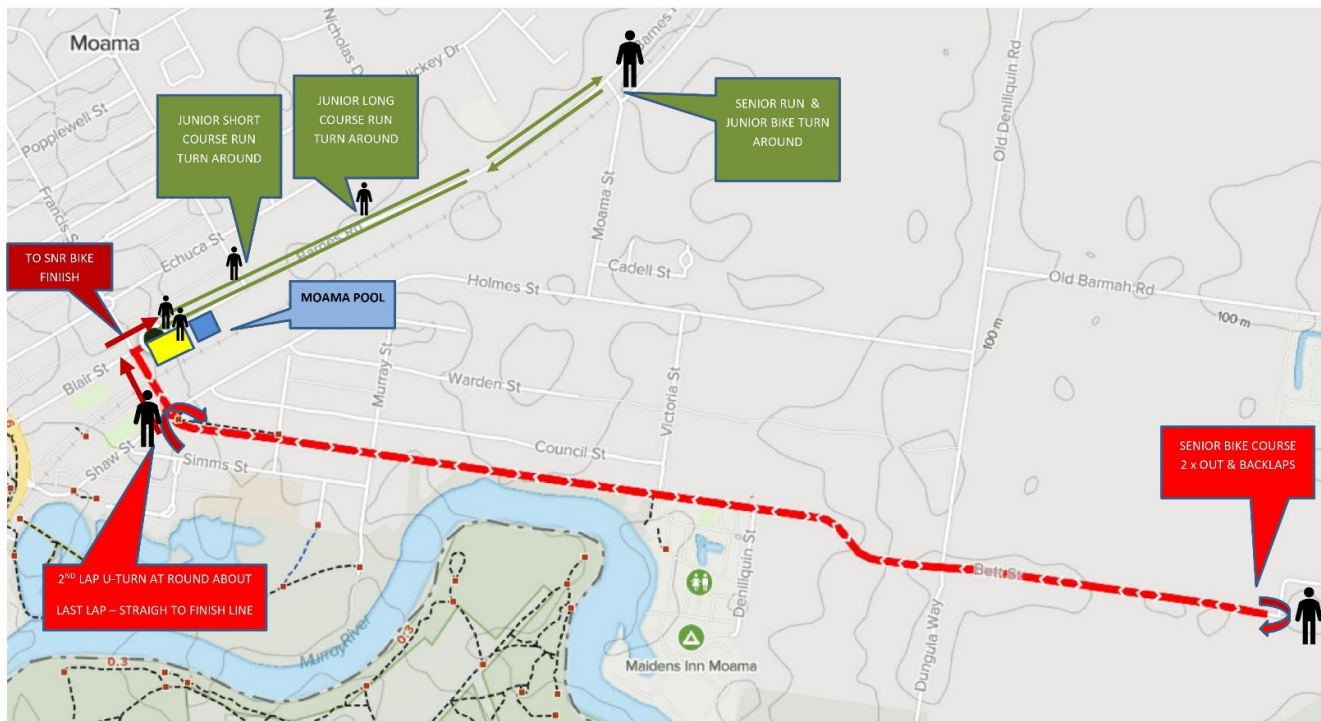 Moama
Nicholas D
Mickey Dr
Barnes R
JUNIOR SHORT
COURSE RUN
TURN AROUND
JUNIOR LONG
COURSE RUN
TURN AROUND
SENIOR RUN &
JUNIOR BIKE TURN
AROUND
Popplewell St
Francis S
Echuca St
Barnes Rd
Moama St
Cadell St
Old Deniliquin Rd
Old Barmah Rd
100 m
100 m
TO SNR BIKE
FINIISH
MOAMA POOL
Holmes St
Blair St
Murray St
Warden St
Victoria St
Council St
Shaw St
Simms St
SENIOR BIKE COURSE
2 x OUT & BACKLAPS
2ND LAP U-TURN AT ROUND ABOUT
LAST LAP – STRAIGH TO FINISH LINE
Bett St
Deniliquin St
Dungula Way
Murray River
Maidens Inn Moama
0.3
0.3